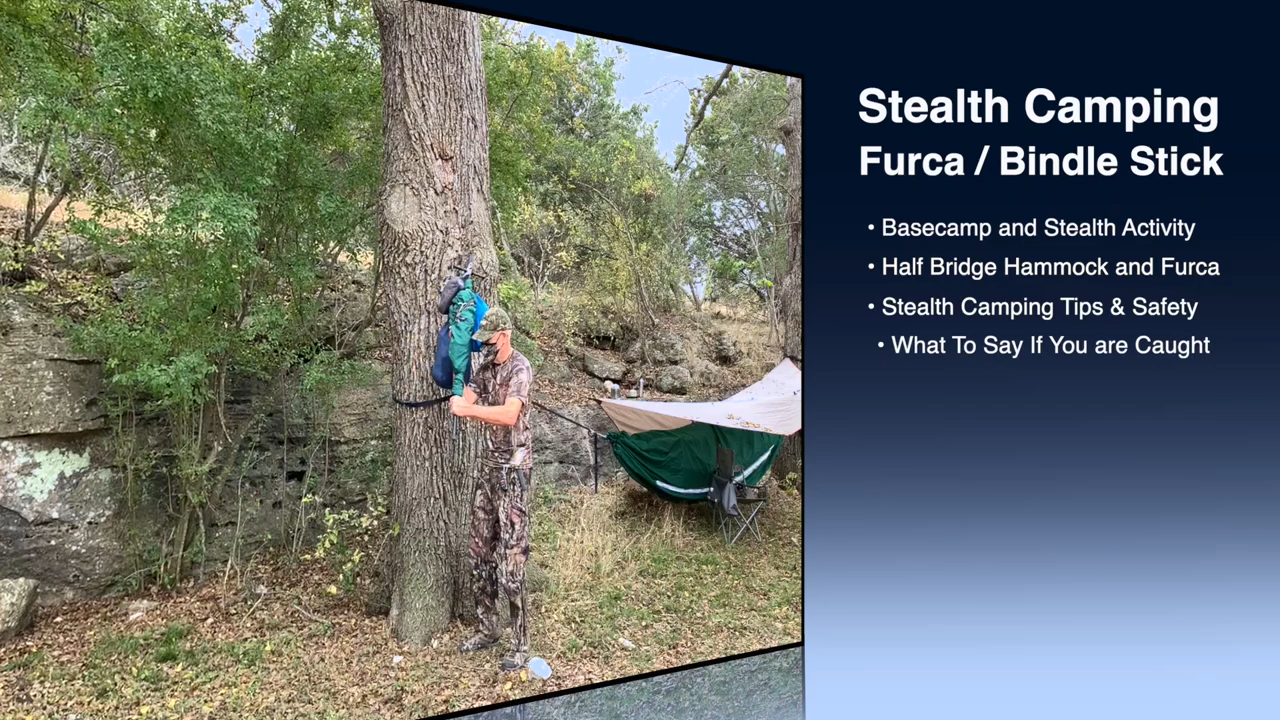 Stealth Camping
Furca / Bindle Stick
• Basecamp and Stealth Activity
• Half Bridge Hammock and Furca
• Stealth Camping Tips & Safety
• What To Say If You are Caught